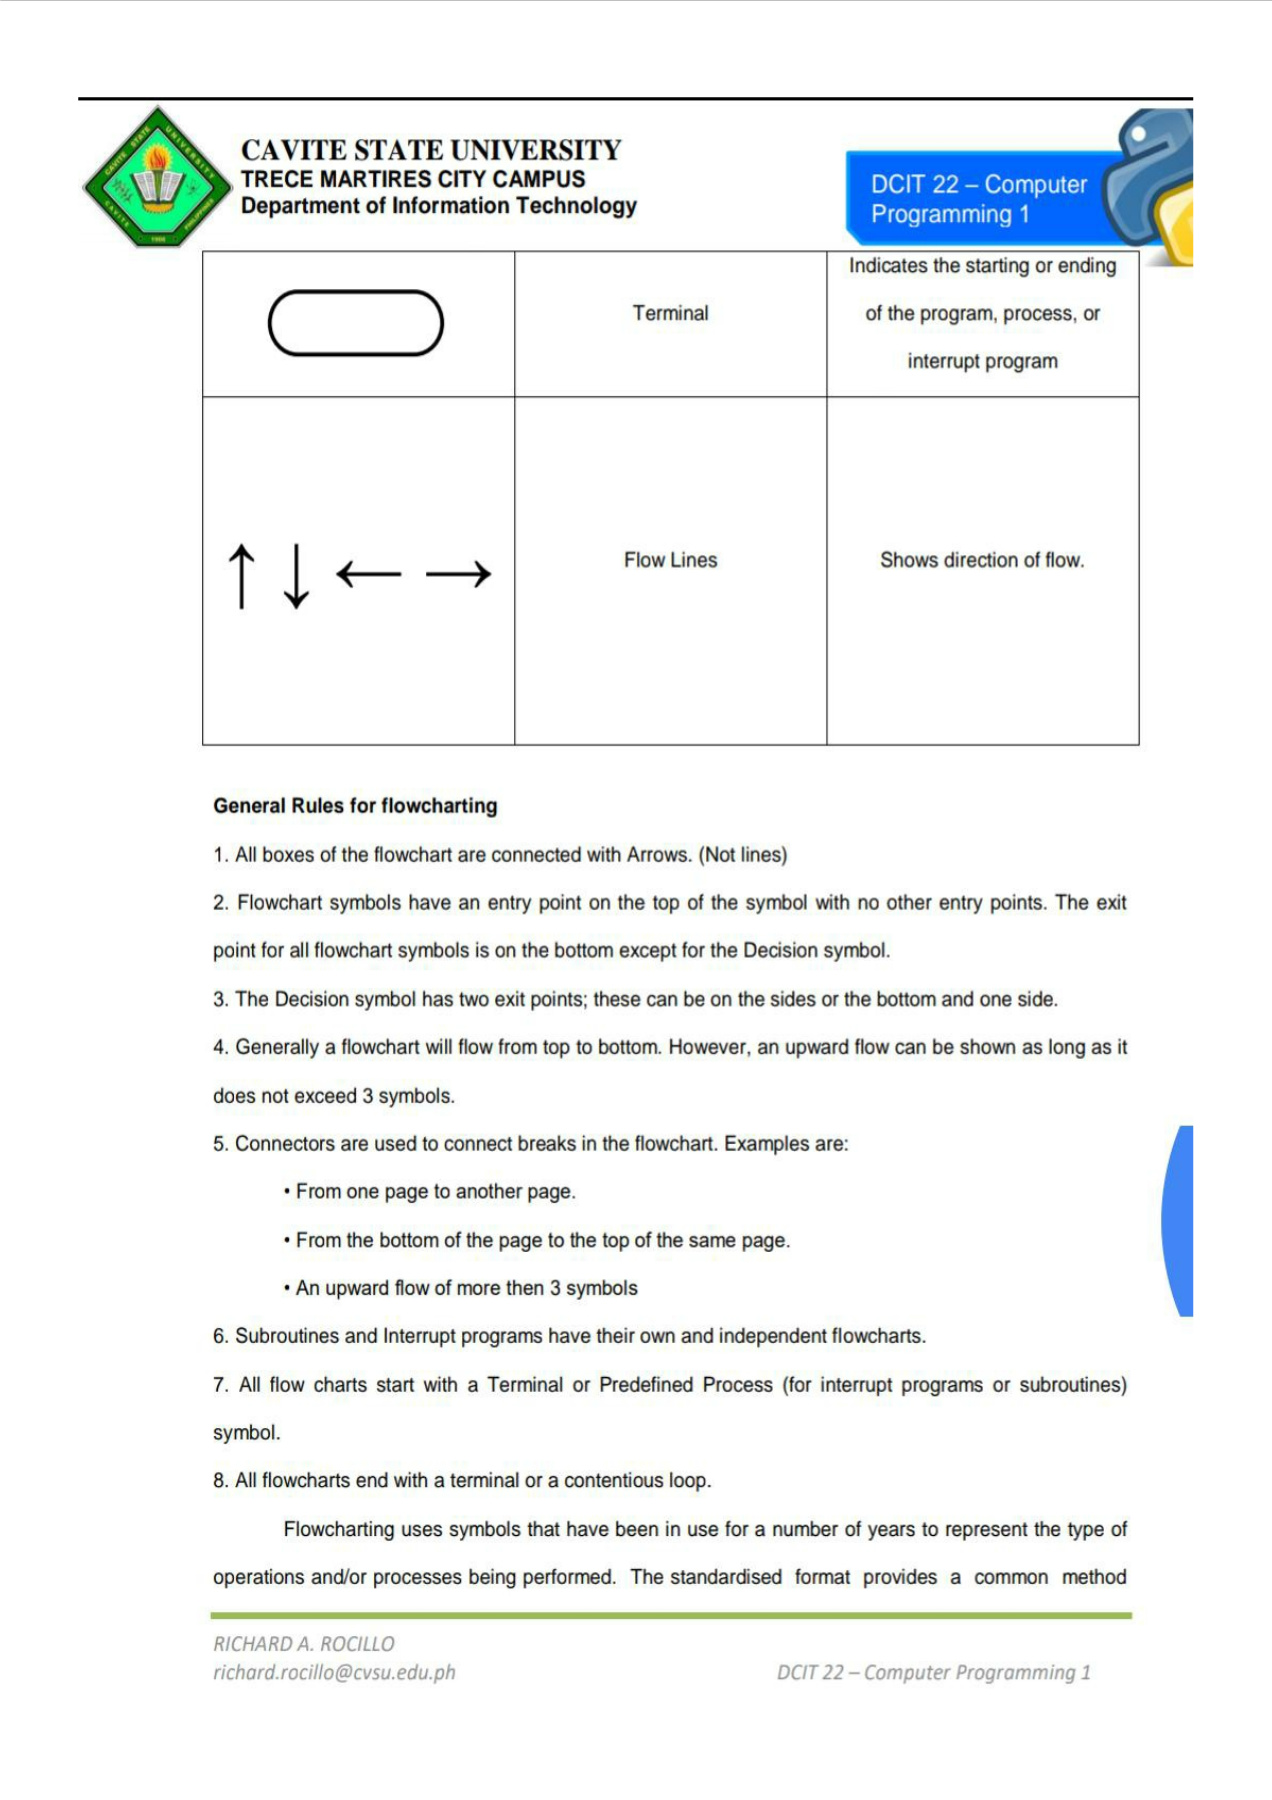 CAVITE STATE UNIVERSITY
TRECE MARTIRES CITY CAMPUS
Department of Information Technology
DCIT 22 – Computer
Programming 1
CAVITE STATE UNIVERSITY
CAVITE
PHILIPPINES
1906
Terminal
Indicates the starting or ending
of the program, process, or
interrupt program
Flow Lines
Shows direction of flow.
General Rules for flowcharting
1. All boxes of the flowchart are connected with Arrows. (Not lines)
2. Flowchart symbols have an entry point on the top of the symbol with no other entry points. The exit
point for all flowchart symbols is on the bottom except for the Decision symbol.
3. The Decision symbol has two exit points; these can be on the sides or the bottom and one side.
4. Generally a flowchart will flow from top to bottom. However, an upward flow can be shown as long as it
does not exceed 3 symbols.
5. Connectors are used to connect breaks in the flowchart. Examples are:
• From one page to another page.
• From the bottom of the page to the top of the same page.
• An upward flow of more then 3 symbols
6. Subroutines and Interrupt programs have their own and independent flowcharts.
7. All flow charts start with a Terminal or Predefined Process (for interrupt programs or subroutines)
symbol.
8. All flowcharts end with a terminal or a contentious loop.
Flowcharting uses symbols that have been in use for a number of years to represent the type of
operations and/or processes being performed. The standardised format provides a common method
RICHARD A. ROCILLO
richard.rocillo@cvsu.edu.ph
DCIT 22 – Computer Programming 1